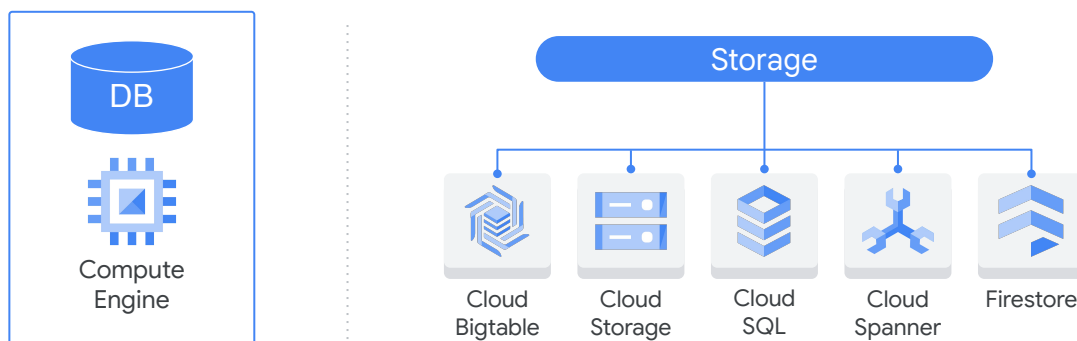 DB
Compute
Engine
Storage
Cloud
Bigtable
Cloud
Storage
Cloud
SQL
Cloud
Spanner
Firestore